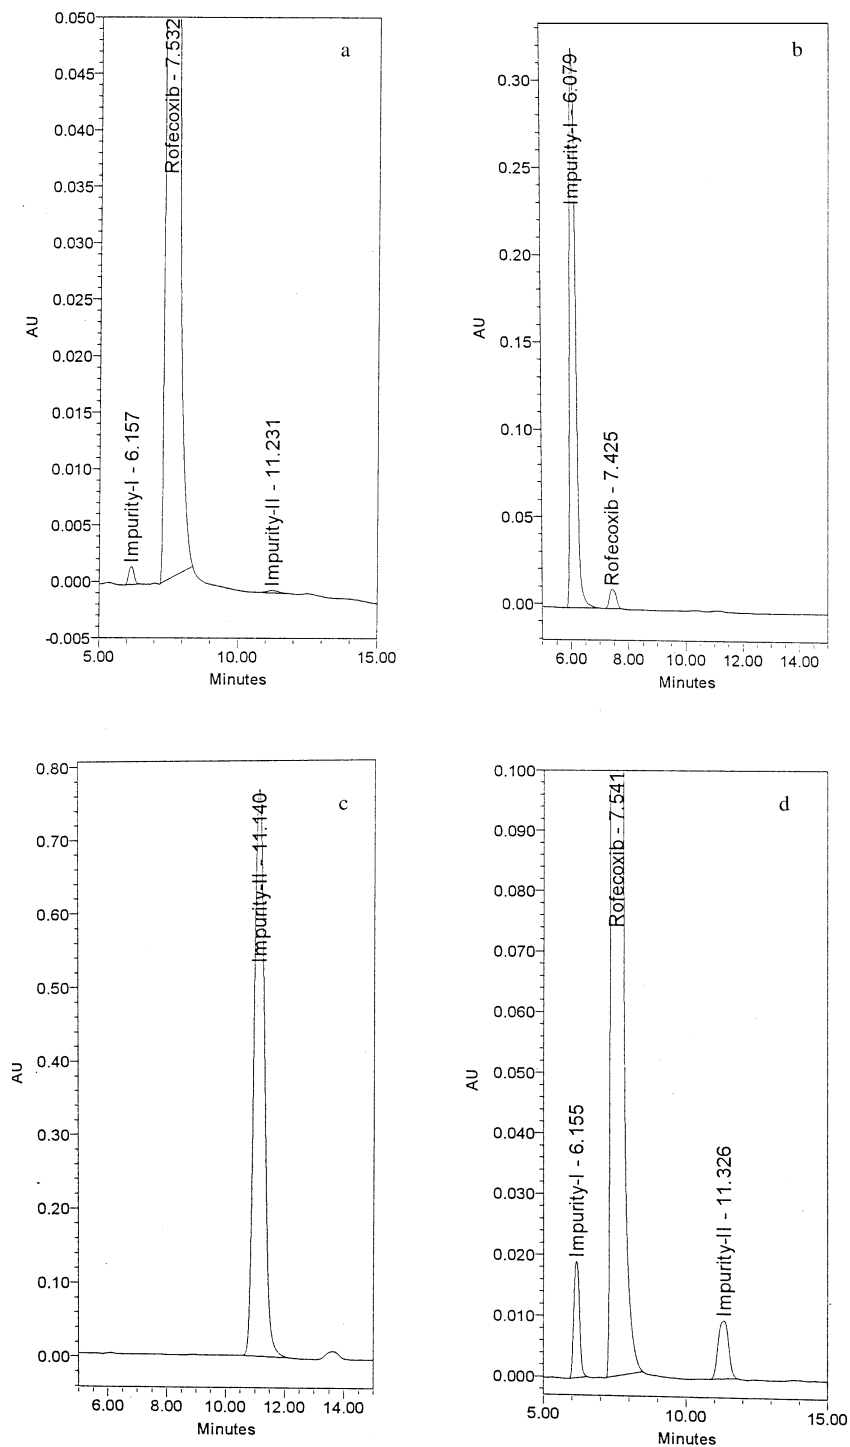 a
0.050
0.045
0.040
0.035
0.030
0.025
0.020
0.015
0.010
0.005
0.000
-0.005
AU
Impurity-I - 6.157
Rofecoxib - 7.532
Impurity-II - 11.231
5.00 10.00 15.00
Minutes
b
0.30
0.25
0.20
0.15
0.10
0.05
0.00
AU
Impurity-I - 6.079
Rofecoxib - 7.425
6.00 8.00 10.00 12.00 14.00
Minutes
c
0.80
0.70
0.60
0.50
0.40
0.30
0.20
0.10
0.00
AU
Impurity-II - 11.140
6.00 8.00 10.00 12.00 14.00
Minutes
d
0.100
0.090
0.080
0.070
0.060
0.050
0.040
0.030
0.020
0.010
0.000
AU
Impurity-I - 6.155
Rofecoxib - 7.541
Impurity-II - 11.326
5.00 10.00 15.00
Minutes